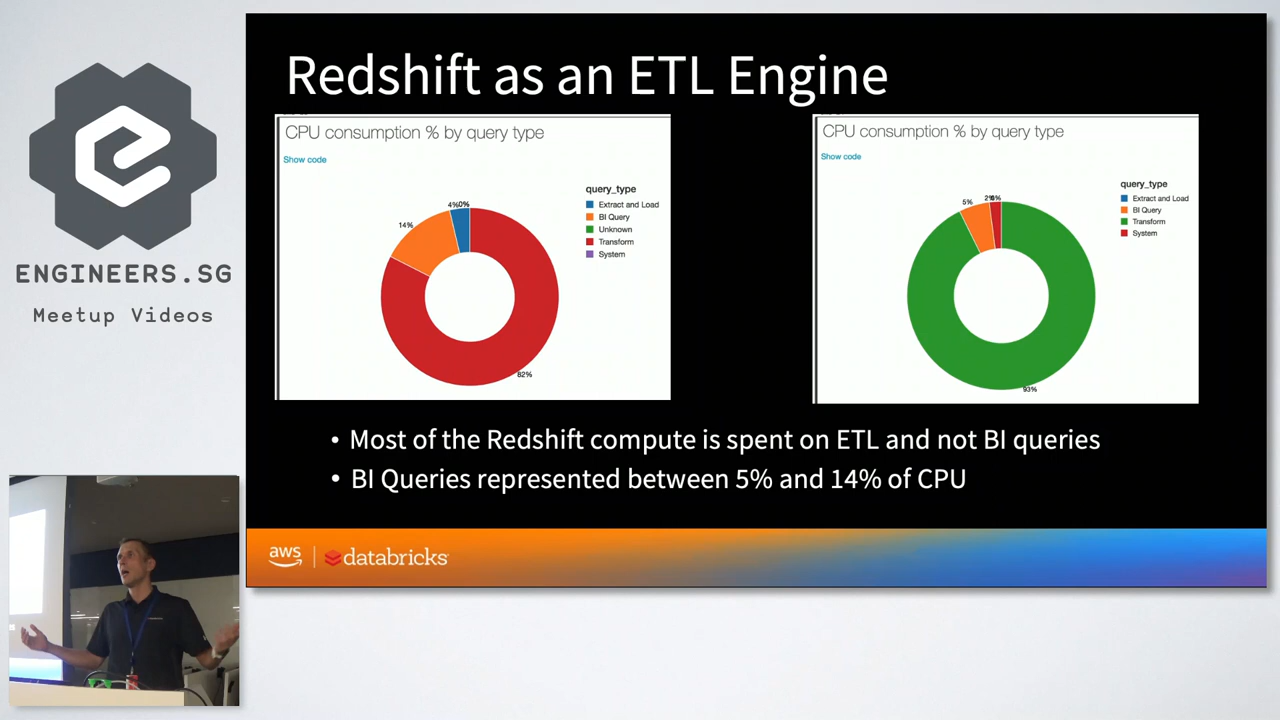 ENGINEERS.SG
Meetup Videos
Redshift as an ETL Engine
CPU consumption % by query type
Show code
query_type
Extract and Load
BI Query
Unknown
Transform
System
4%
0%
14%
82%
CPU consumption % by query type
Show code
query_type
Extract and Load
BI Query
Transform
System
5%
2%
93%
• Most of the Redshift compute is spent on ETL and not BI queries
• BI Queries represented between 5% and 14% of CPU
aws | databricks